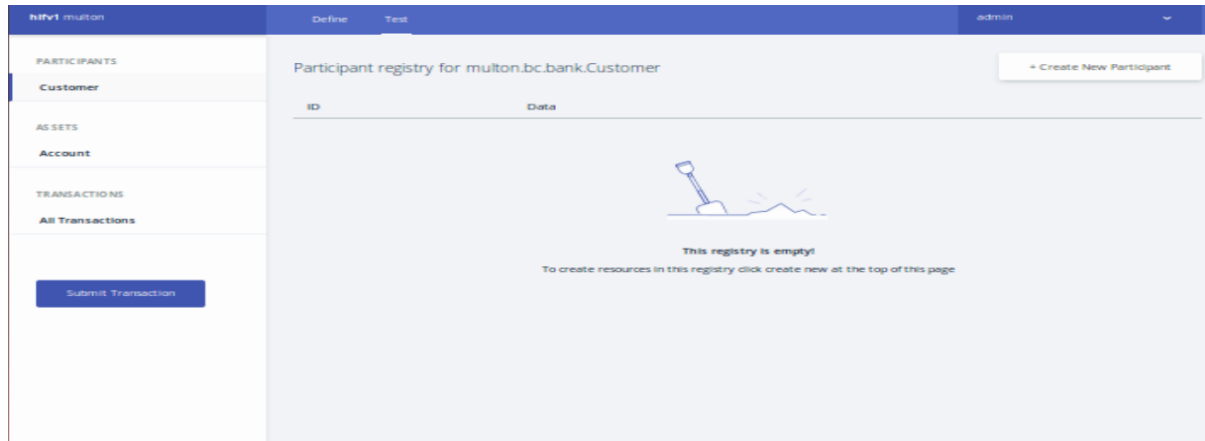 hlfv1 multon
Define
Test
admin
PARTICIPANTS
Customer
ASSETS
Account
TRANSACTIONS
All Transactions
Submit Transaction
Participant registry for multon.bc.bank.Customer
+ Create New Participant
ID
Data
This registry is empty!
To create resources in this registry click create new at the top of this page